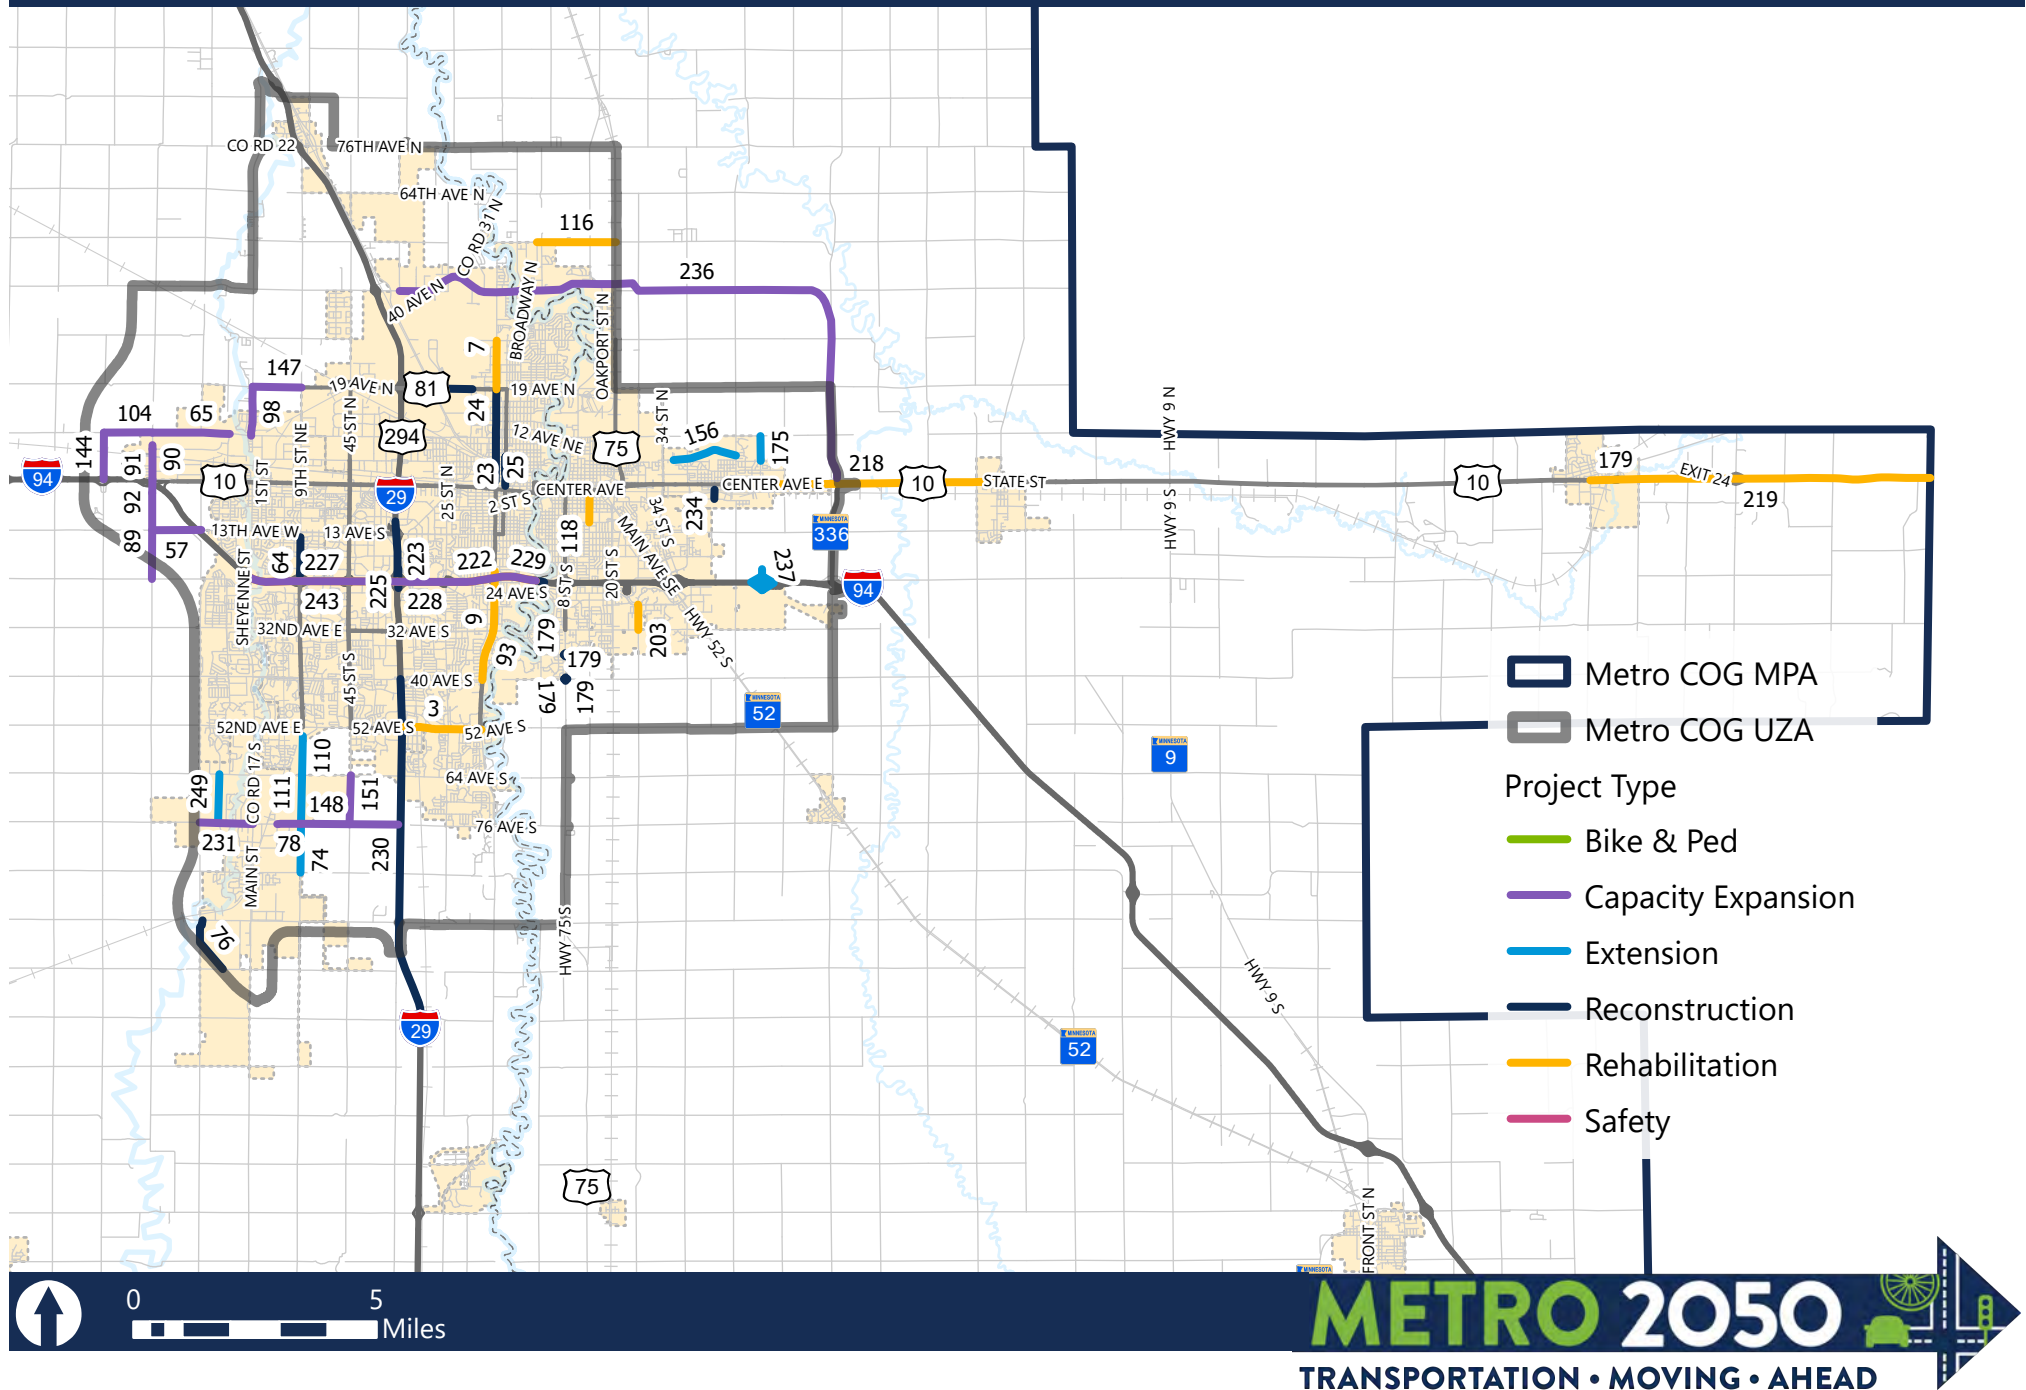 CO RD 22
76TH AVE N
64TH AVE N
CO RD 31 N
116
236
40 AVE N
BROADWAY N
OAKPORT ST N
7
147
19 AVE N
81
19 AVE N
104
65
98
24
34 ST N
HWY 9 N
144
91
90
9TH ST NE
45 ST N
294
12 AVE NE
75
156
175
94
10
1ST ST
29
25 ST N
23
25
CENTER AVE
CENTER AVE E
218
10
STATE ST
10
179
EXIT 24
219
92
2 ST S
234
89
57
13TH AVE W
13 AVE S
118
MAIN AVE SE
34 ST S
MINNESOTA
336
HWY 9 S
64
227
223
222
229
237
94
SHEYENNE ST
243
225
228
24 AVE S
8 ST S
20 ST S
32ND AVE E
32 AVE S
9
93
179
203
HWY 52 S
179
45 ST S
40 AVE S
179
179
3
MINNESOTA
52
52ND AVE E
52 AVE S
52 AVE S
MINNESOTA
9
249
CO RD 17 S
111
110
148
151
64 AVE S
231
78
74
230
76 AVE S
MAIN ST
76
HWY 75 S
HWY 9 S
29
MINNESOTA
52
75
FRONT ST N
MINNESOTA
Metro COG MPA
Metro COG UZA
Project Type
Bike & Ped
Capacity Expansion
Extension
Reconstruction
Rehabilitation
Safety
0 5
Miles
METRO 2050
TRANSPORTATION • MOVING • AHEAD